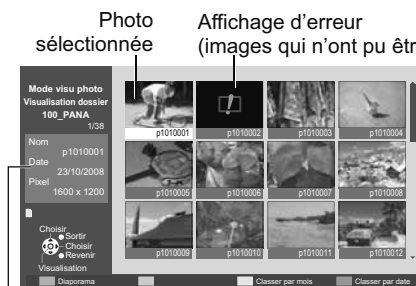 Photo
sélectionnée
Affichage d'erreur
(images qui n'ont pu êtr
Mode visu photo
Visualisation dossier
100_PANA
1/38
Nom
p1010001
Date
23/10/2008
Pixel
1600 x 1200
Choisir
Sortir
Choisir
Revenir
Visualisation
p1010001
p1010002
p1010003
p1010004
p1010005
p1010006
p1010007
p1010008
p1010009
p1010010
p1010011
p1010012
Diaporama
Classer par mois
Classer par date